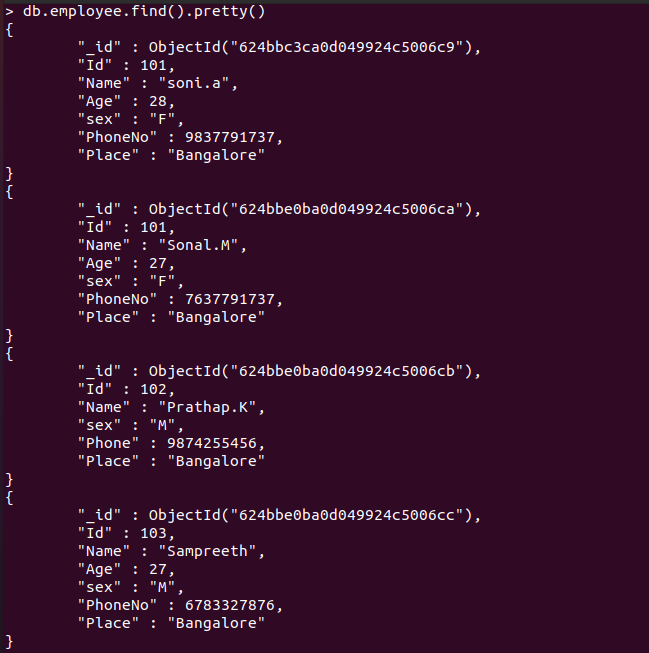 > db.employee.find().pretty()
{
"_id" : ObjectId("624bbc3ca0d049924c5006c9"),
"Id" : 101,
"Name" : "soni.a",
"Age" : 28,
"sex" : "F",
"PhoneNo" : 9837791737,
"Place" : "Bangalore"
}
{
"_id" : ObjectId("624bbe0ba0d049924c5006ca"),
"Id" : 101,
"Name" : "Sonal.M",
"Age" : 27,
"sex" : "F",
"PhoneNo" : 7637791737,
"Place" : "Bangalore"
}
{
"_id" : ObjectId("624bbe0ba0d049924c5006cb"),
"Id" : 102,
"Name" : "Prathap.K",
"sex" : "M",
"Phone" : 9874255456,
"Place" : "Bangalore"
}
{
"_id" : ObjectId("624bbe0ba0d049924c5006cc"),
"Id" : 103,
"Name" : "Sampreeth",
"Age" : 27,
"sex" : "M",
"PhoneNo" : 6783327876,
"Place" : "Bangalore"
}